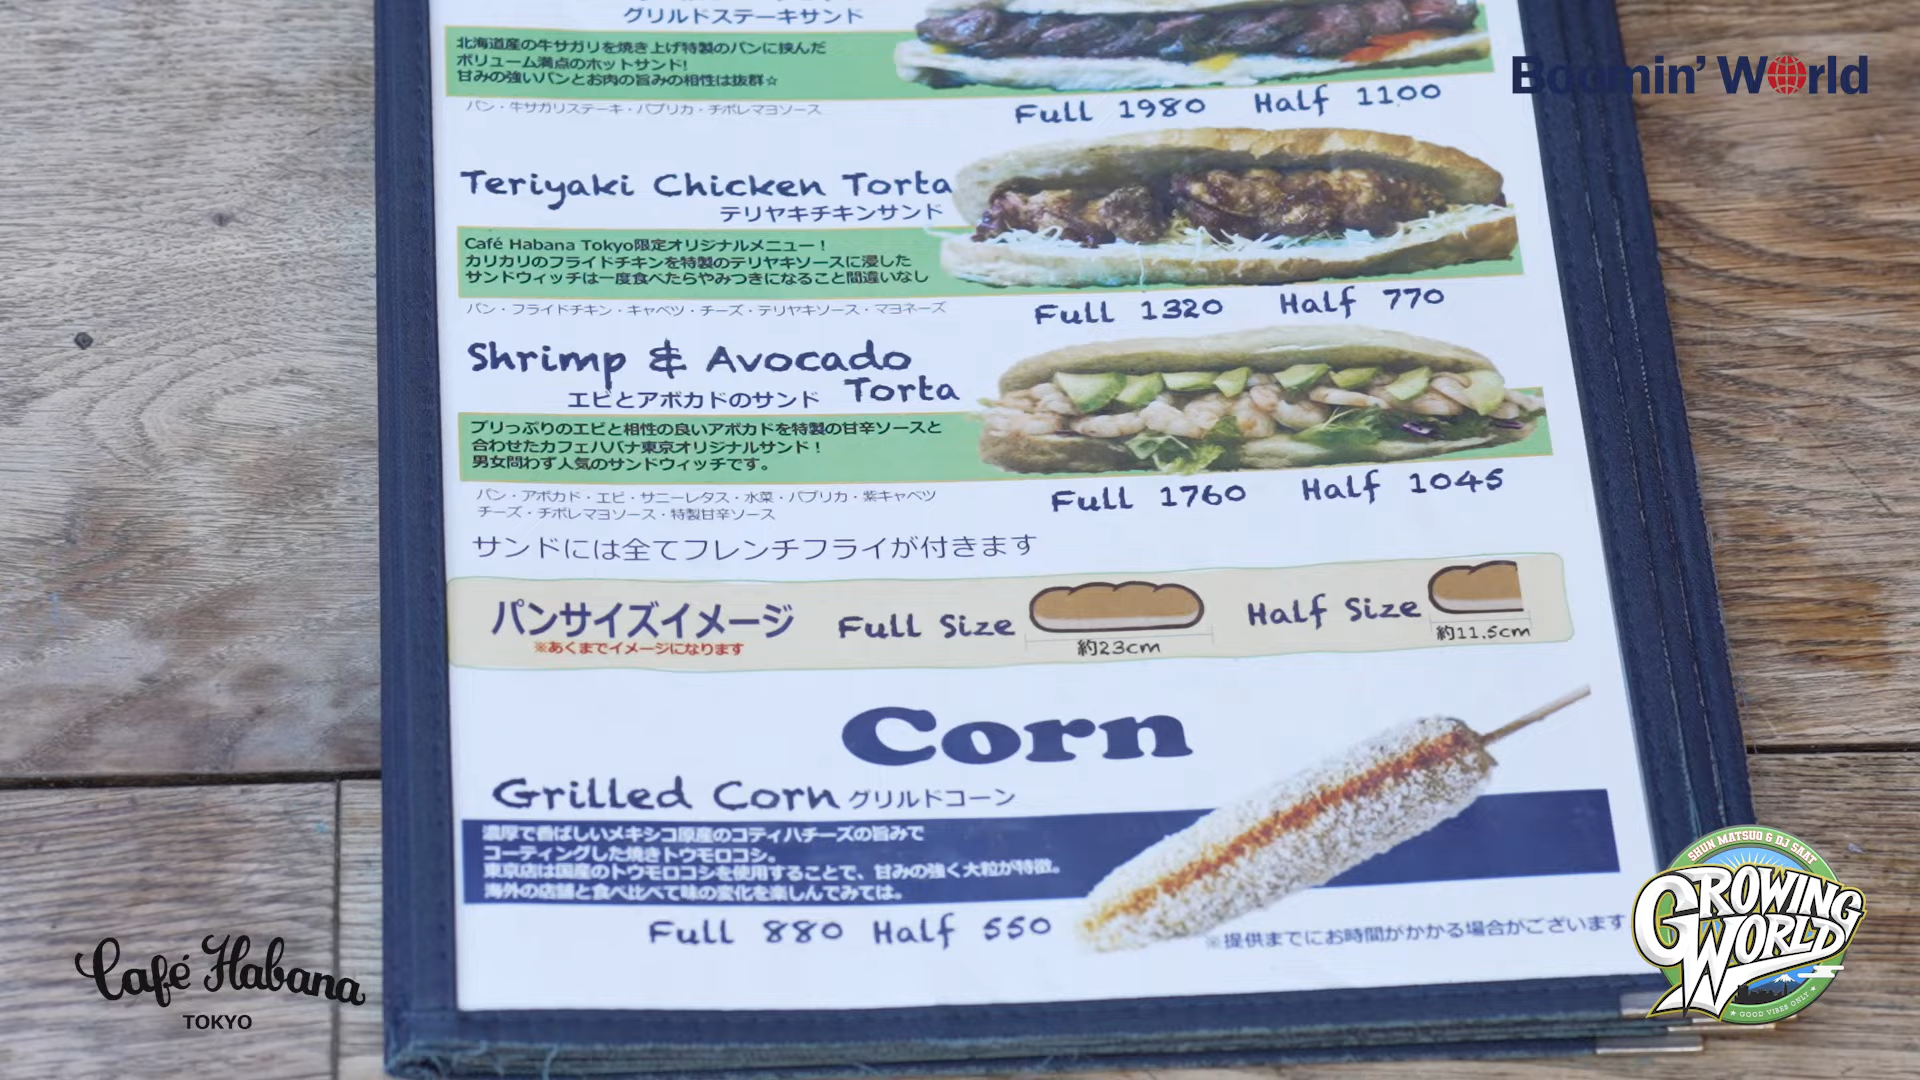 グリルドステーキサンド
北海道産の牛サガリを焼き上げ特製のパンに挟んだ
ボリューム満点のホットサンド!
甘みの強いパンとお肉の旨みの相性は抜群☆
パン・牛サガリステーキ・パプリカ・チポレマヨソース
Full 1980 Half 1100
Boomin' World
Teriyaki Chicken Torta
テリヤキチキンサンド
Café Habana Tokyo限定オリジナルメニュー!
カリカリのフライドチキンを特製のテリヤキソースに浸した
サンドウィッチは一度食べたらやみつきになること間違いなし
パン・フライドチキン・キャベツ・チーズ・テリヤキソース・マヨネーズ
Full 1320 Half 770
Shrimp & Avocado
Torta
エビとアボカドのサンド
プリっぷりのエビと相性の良いアボカドを特製の甘辛ソースと
合わせたカフェハバナ東京オリジナルサンド!
男女問わず人気のサンドウィッチです。
パン・アボカド・エビ・サニーレタス・水菜・パプリカ・紫キャベツ
チーズ・チポレマヨソース・特製甘辛ソース
Full 1760 Half 1045
サンドには全てフレンチフライが付きます
パンサイズイメージ
※あくまでイメージになります
Full Size
約23cm
Half Size
約11.5cm
Corn
Grilled Corn グリルドコーン
濃厚で香ばしいメキシコ原産のコティハチーズの旨みで
コーティングした焼きトウモロコシ。
東京店は国産のトウモロコシを使用することで、甘みの強く大粒が特徴。
海外の店舗と食べ比べて味の変化を楽しんでみては。
Full 880 Half 550
※提供までにお時間がかかる場合がございます
Café Habana
TOKYO
SHUN MATSUO & DJ SAAT
GROWING
WORLD
★ GOOD VIBES ONLY ★